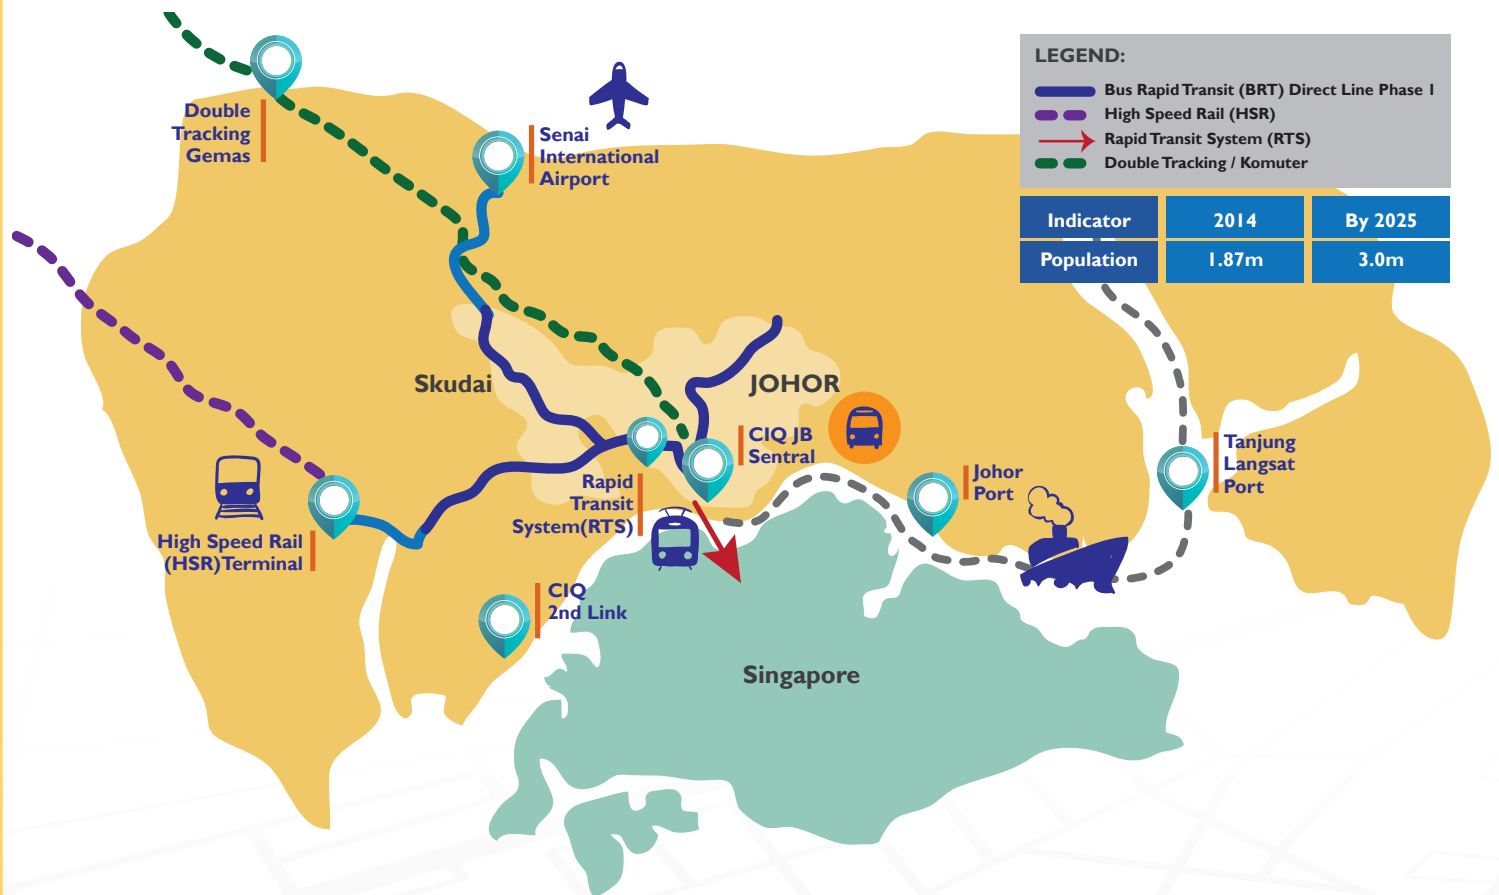 LEGEND:
Bus Rapid Transit (BRT) Direct Line Phase 1
High Speed Rail (HSR)
Rapid Transit System (RTS)
Double Tracking / Komuter
Indicator 2014 By 2025
Population 1.87m 3.0m
Double
Tracking
Gemas
Senai
International
Airport
Skudai
JOHOR
CIQ JB
Sentral
Rapid
Transit
System(RTS)
Johor
Port
Tanjung
Langsat
Port
High Speed Rail
(HSR)Terminal
CIQ
2nd Link
Singapore